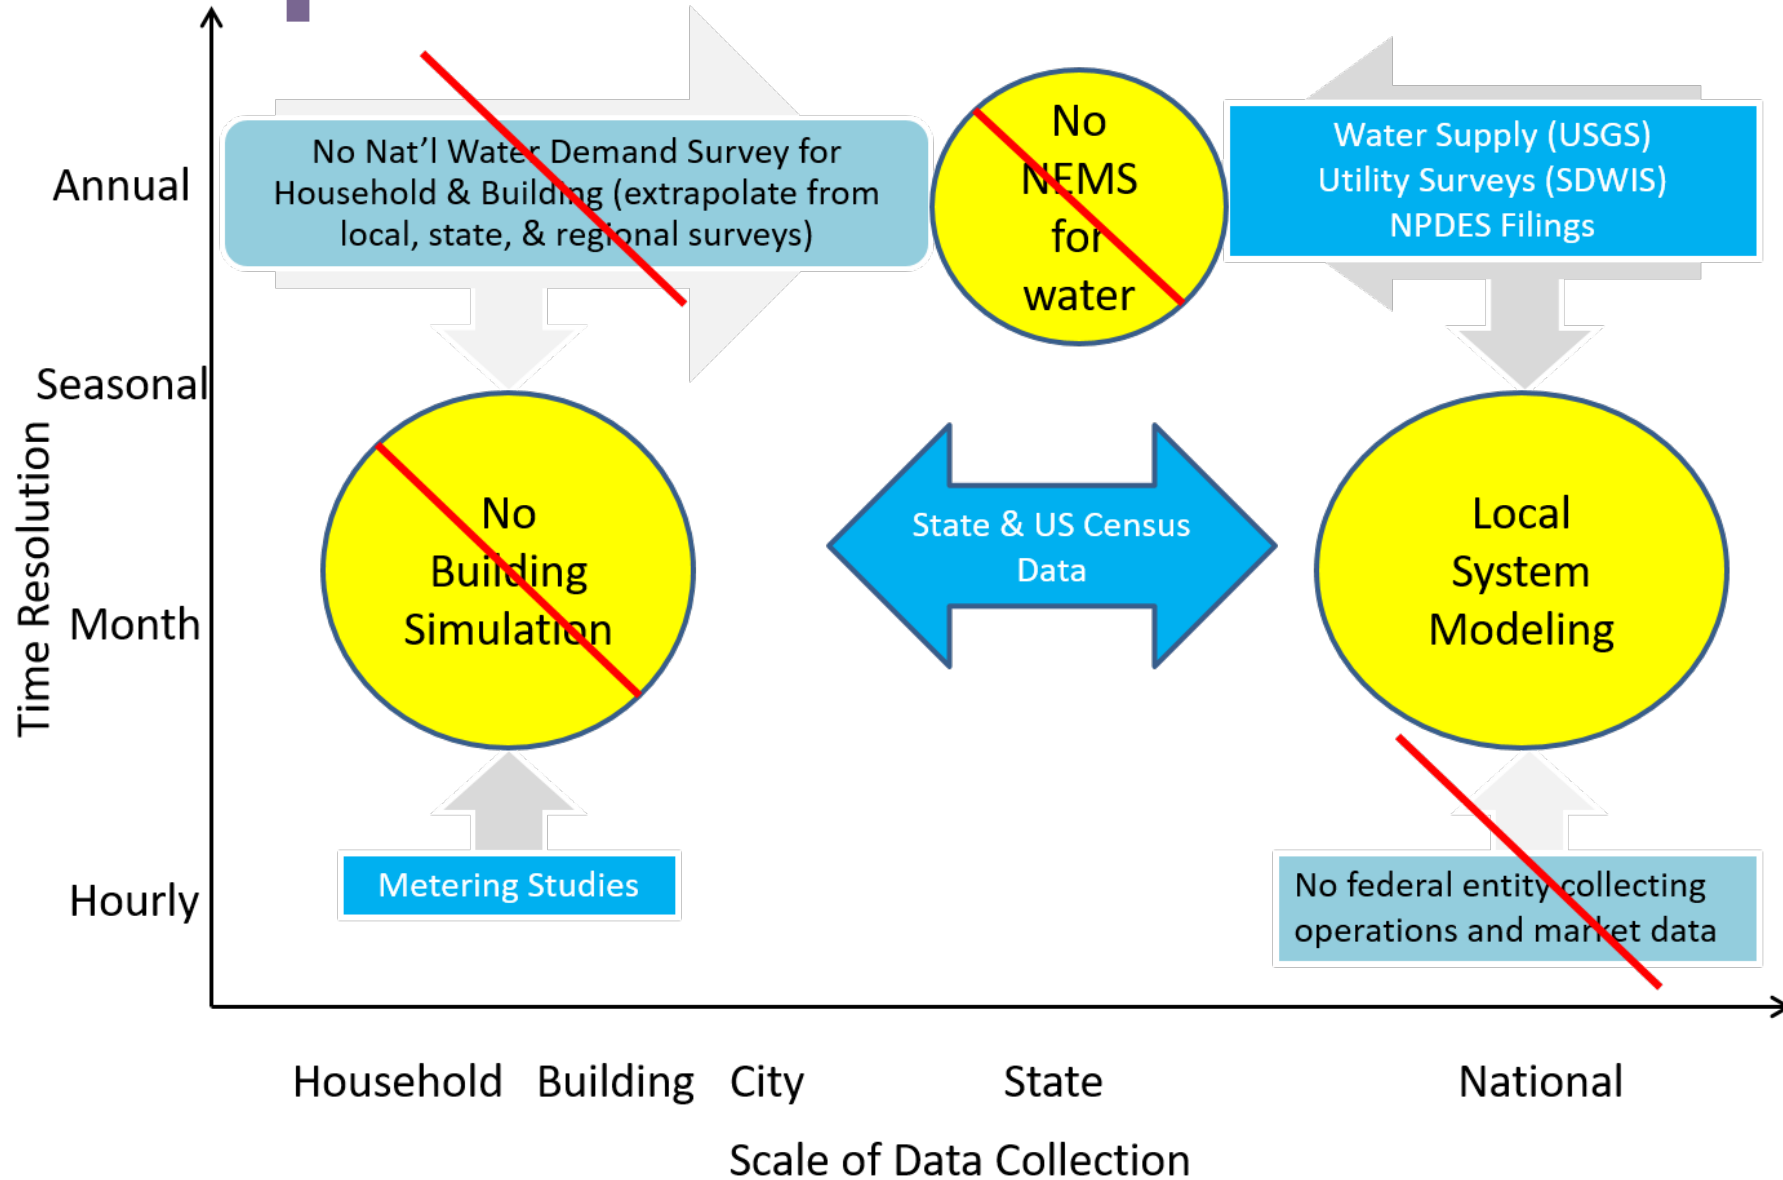 No Nat'l Water Demand Survey for
Household & Building (extrapolate from
local, state, & regional surveys)
No
NEMS
for
water
Water Supply (USGS)
Utility Surveys (SDWIS)
NPDES Filings
Annual
Seasonal
Month
Hourly
Time Resolution
No
Building
Simulation
State & US Census
Data
Local
System
Modeling
Metering Studies
No federal entity collecting
operations and market data
Household Building City State National
Scale of Data Collection